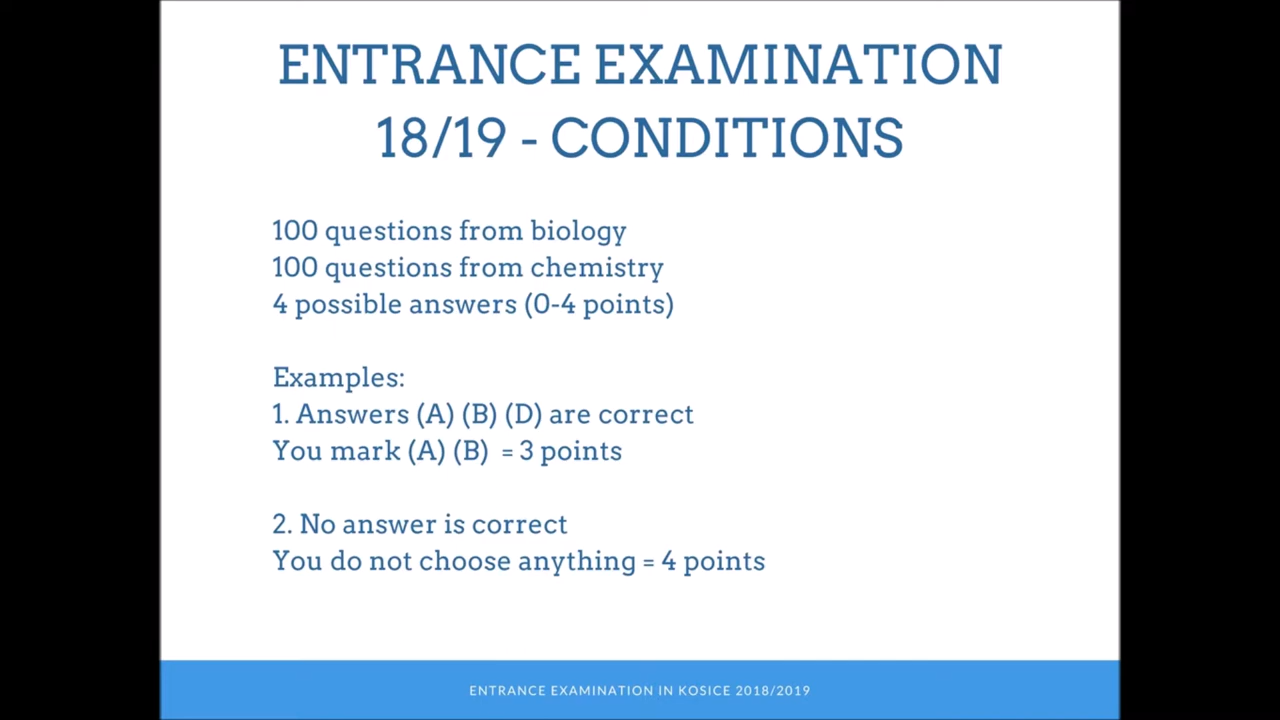 ENTRANCE EXAMINATION
18/19 - CONDITIONS
100 questions from biology
100 questions from chemistry
4 possible answers (0-4 points)
Examples:
1. Answers (A) (B) (D) are correct
You mark (A) (B) = 3 points
2. No answer is correct
You do not choose anything = 4 points
ENTRANCE EXAMINATION IN KOSICE 2018/2019